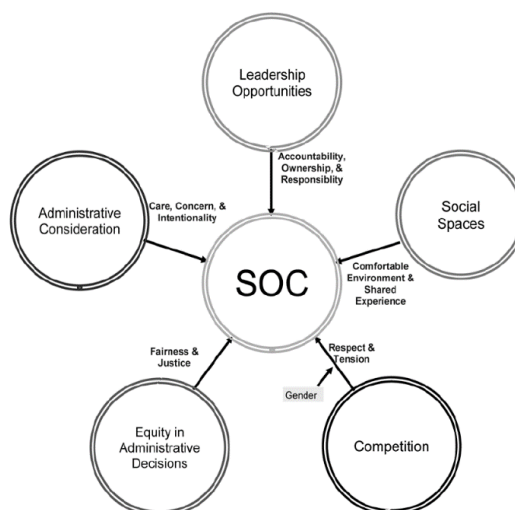 Leadership
Opportunities
Accountability,
Ownership, &
Responsiblity
Administrative
Consideration
Care, Concern, &
Intentionality
Social
Spaces
SOC
Comfortable
Environment &
Shared
Experience
Fairness &
Justice
Respect &
Tension
Gender
Equity in
Administrative
Decisions
Competition